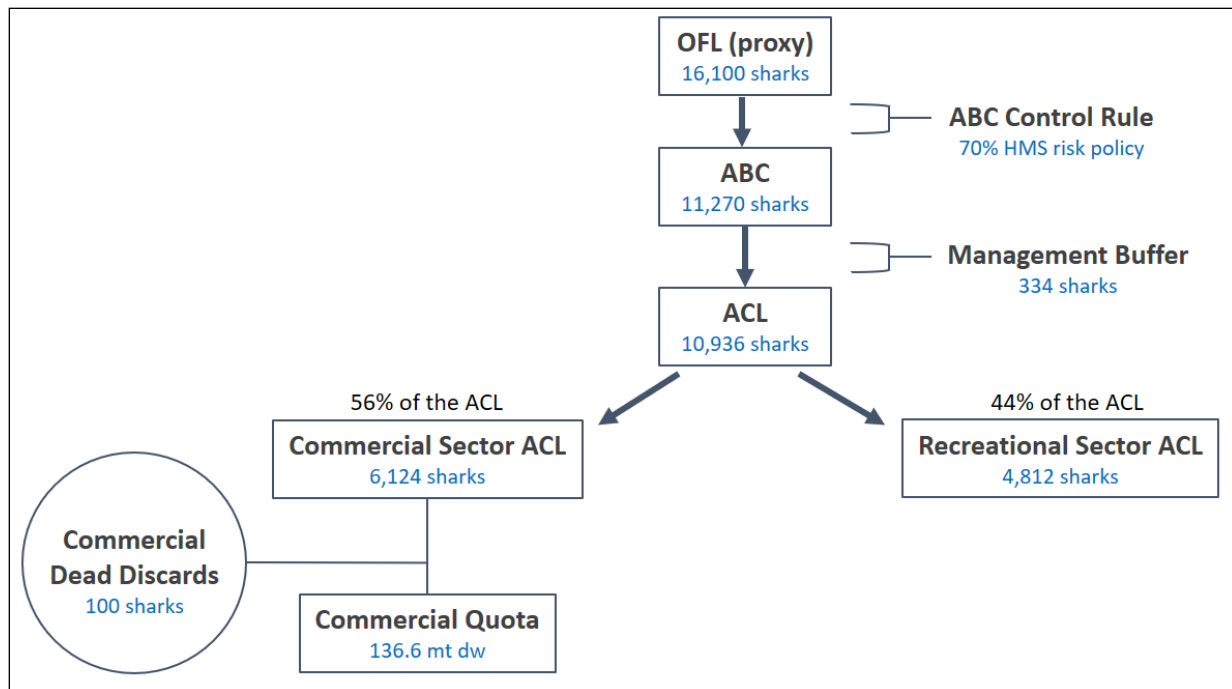 OFL (proxy)
16,100 sharks
ABC Control Rule
70% HMS risk policy
ABC
11,270 sharks
Management Buffer
334 sharks
ACL
10,936 sharks
56% of the ACL
44% of the ACL
Commercial Sector ACL
6,124 sharks
Recreational Sector ACL
4,812 sharks
Commercial
Dead Discards
100 sharks
Commercial Quota
136.6 mt dw